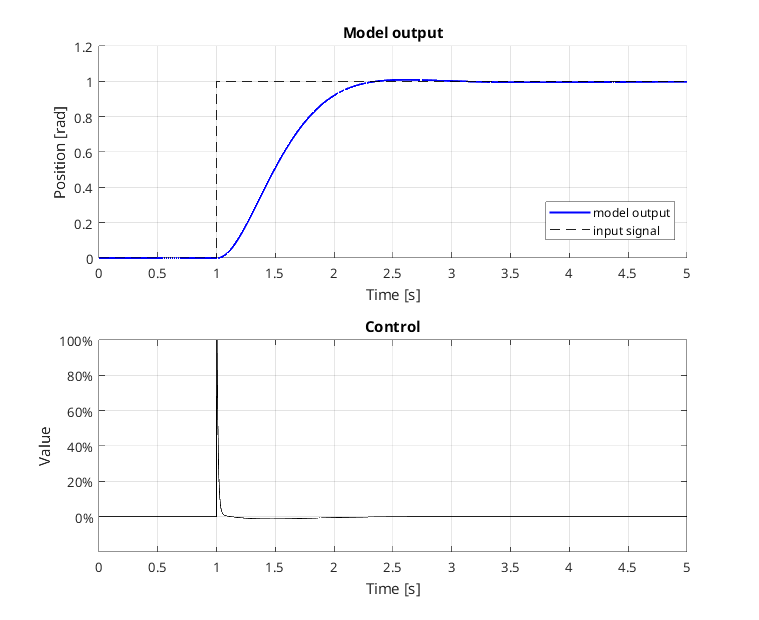 Model output
1.2
1
0.8
0.6
0.4
0.2
0
Position [rad]
model output
input signal
0 0.5 1 1.5 2 2.5 3 3.5 4 4.5 5
Time [s]
Control
100%
80%
60%
40%
20%
0%
Value
0 0.5 1 1.5 2 2.5 3 3.5 4 4.5 5
Time [s]